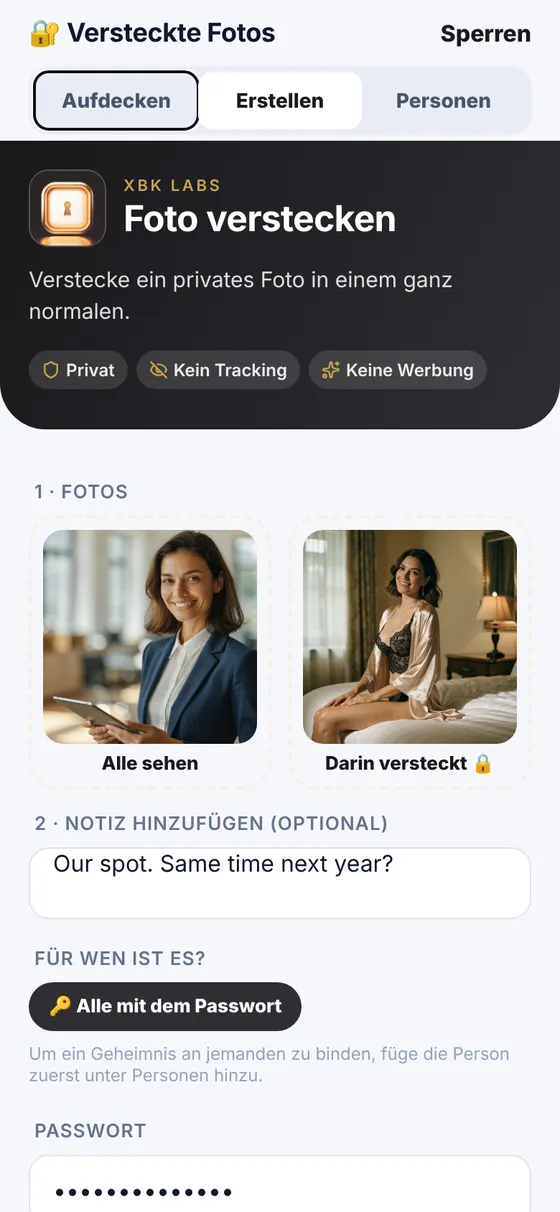 🔐 Versteckte Fotos
Sperren
Aufdecken
Erstellen
Personen
XBK LABS
Foto verstecken
Verstecke ein privates Foto in einem ganz
normalen.
Privat
Kein Tracking
Keine Werbung
1 · FOTOS
Alle sehen
Darin versteckt 🔒
2 · NOTIZ HINZUFÜGEN (OPTIONAL)
Our spot. Same time next year?
FÜR WEN IST ES?
🔑 Alle mit dem Passwort
Um ein Geheimnis an jemanden zu binden, füge die Person
zuerst unter Personen hinzu.
PASSWORT
••••••••••••••